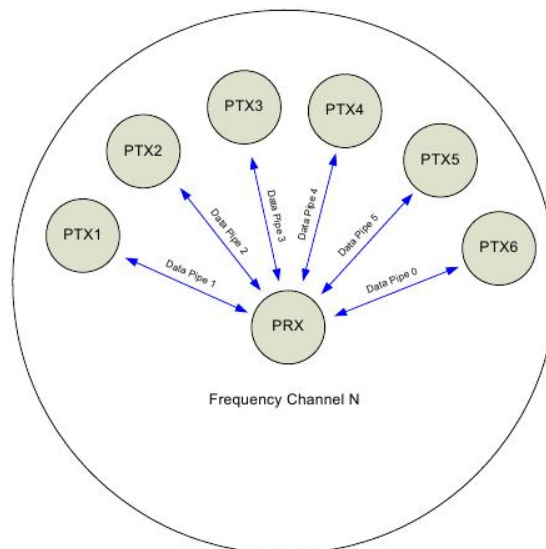 PTX3
PTX4
PTX2
PTX5
PTX1
PTX6
Data Pipe 1
Data Pipe 2
Data Pipe 3
Data Pipe 4
Data Pipe 5
Data Pipe 0
PRX
Frequency Channel N